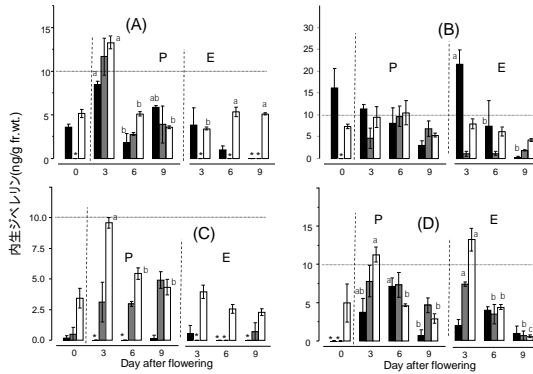 内生ジベレリン(ng/g fr.wt.)
(A)
P E
15
10
5
0
a a b b ab b b a a
* * * * *
0 3 6 9 3 6 9
(B)
P E
30
25
20
15
10
5
0
a b b
*
0 3 6 9 3 6 9
(C)
P E
10.0
7.5
5.0
2.5
0
a b b
* * * * * *
0 3 6 9 3 6 9
Day after flowering
(D)
P E
15
10
5
0
ab a a b b b a a b b b c
* *
0 3 6 9 3 6 9
Day after flowering